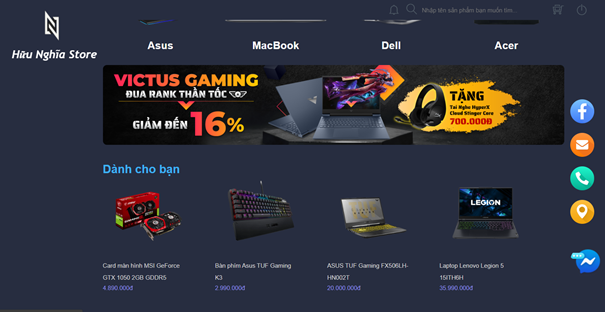 Nhập tên sản phẩm bạn muốn tìm...
Hữu Nghĩa Store
Asus
MacBook
Dell
Acer
VICTUS GAMING
ĐUA RANK THẦN TỐC
GIẢM ĐẾN 16%
TẶNG
Tai Nghe HyperX
Cloud Stinger Core
700.000Đ
Dành cho bạn
LEGION
Card màn hình MSI GeForce
GTX 1050 2GB GDDR5
4.890.000đ
Bàn phím Asus TUF Gaming
K3
2.990.000đ
ASUS TUF Gaming FX506LH-
HN002T
20.000.000đ
Laptop Lenovo Legion 5
15ITH6H
35.990.000đ